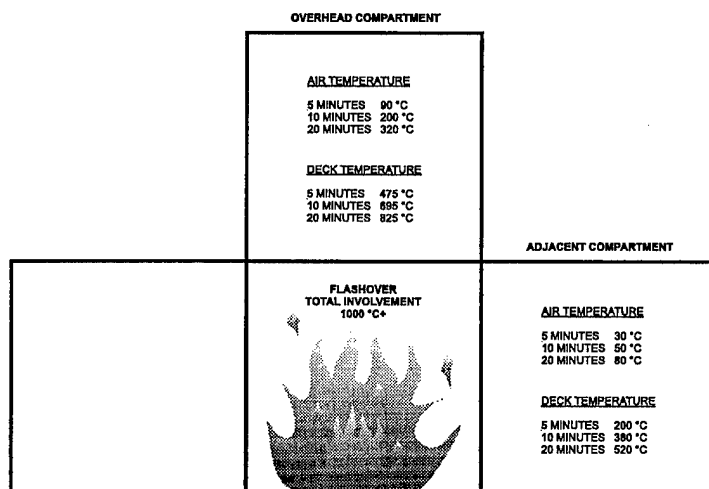 OVERHEAD COMPARTMENT
AIR TEMPERATURE
5 MINUTES 90 °C
10 MINUTES 200 °C
20 MINUTES 320 °C
DECK TEMPERATURE
5 MINUTES 475 °C
10 MINUTES 695 °C
20 MINUTES 825 °C
ADJACENT COMPARTMENT
FLASHOVER
TOTAL INVOLVEMENT
1000 °C+
AIR TEMPERATURE
5 MINUTES 30 °C
10 MINUTES 50 °C
20 MINUTES 80 °C
DECK TEMPERATURE
5 MINUTES 200 °C
10 MINUTES 380 °C
20 MINUTES 520 °C